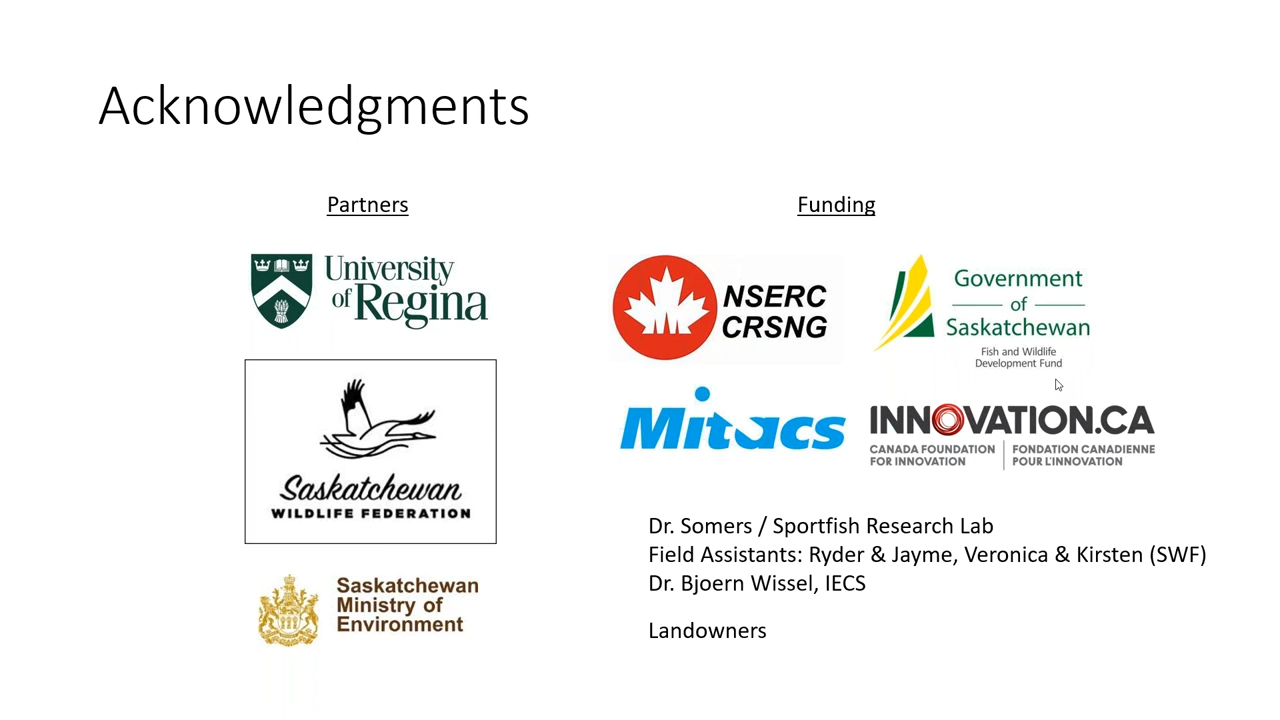 Acknowledgments
Partners
University
of Regina
Saskatchewan
WILDLIFE FEDERATION
Saskatchewan
Ministry of
Environment
Funding
NSERC
CRSNG
Government
of
Saskatchewan
Fish and Wildlife
Development Fund
Mitacs
INNOVATION.CA
CANADA FOUNDATION
FOR INNOVATION
FONDATION CANADIENNE
POUR L'INNOVATION
Dr. Somers / Sportfish Research Lab
Field Assistants: Ryder & Jayme, Veronica & Kirsten (SWF)
Dr. Bjoern Wissel, IECS
Landowners